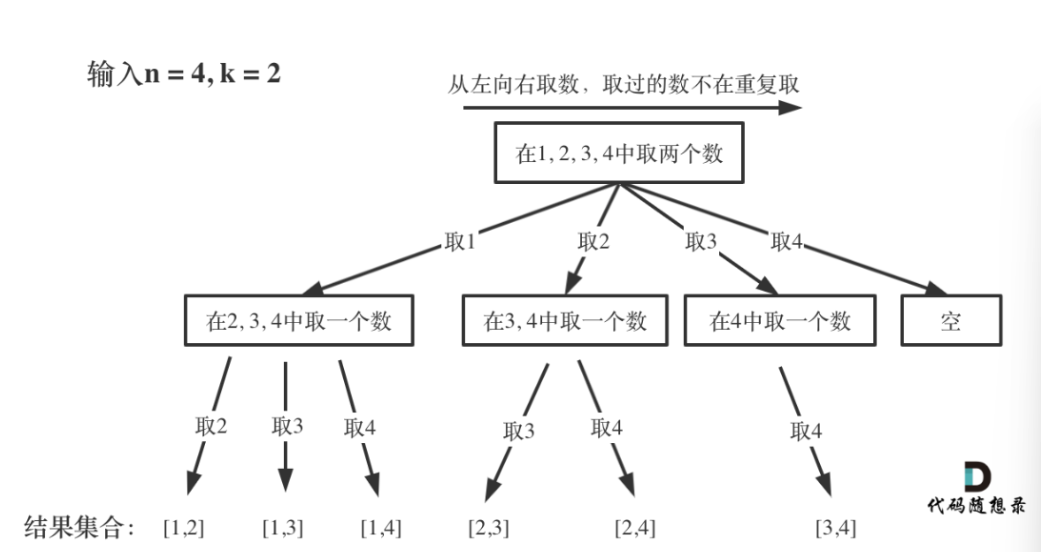 输入n = 4, k = 2
从左向右取数，取过的数不在重复取
在1, 2, 3, 4中取两个数
取1
取2
取3
取4
在2, 3, 4中取一个数
在3, 4中取一个数
在4中取一个数
空
取2
取3
取4
取3
取4
取4
代码随想录
结果集合： [1,2] [1,3] [1,4] [2,3] [2,4] [3,4]